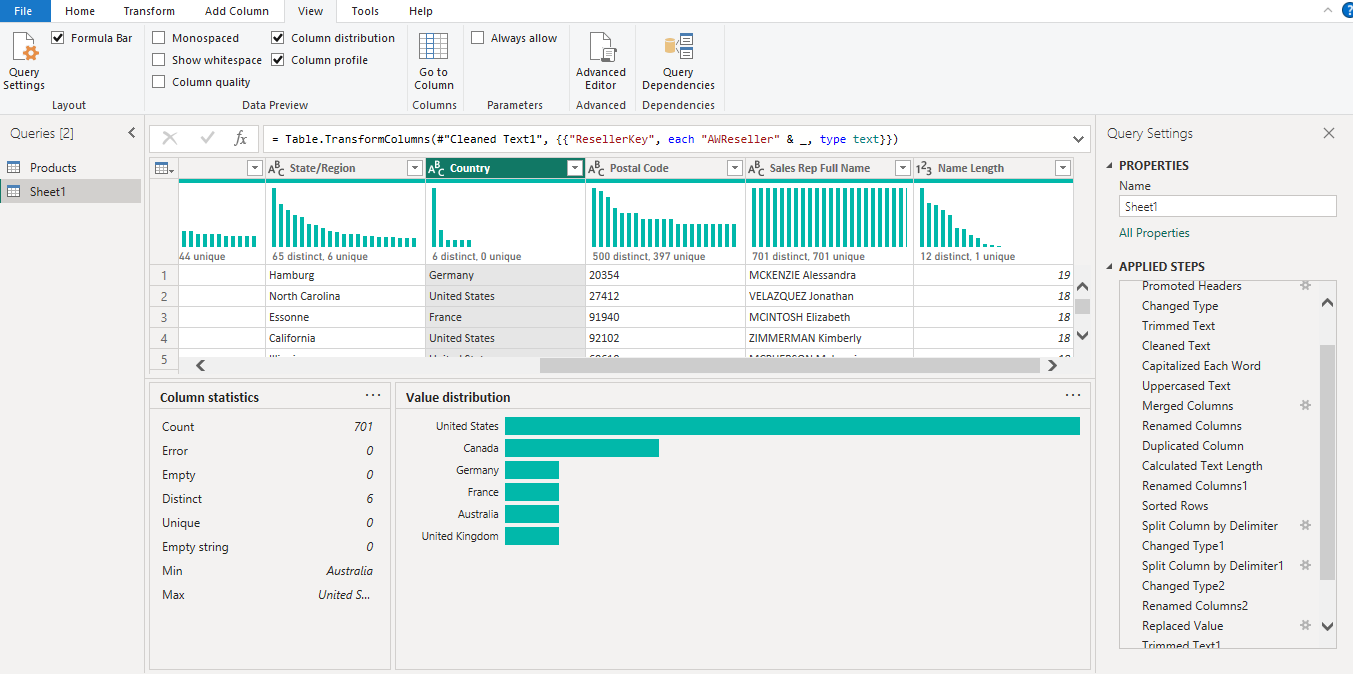 File Home Transform Add Column View Tools Help
Query Settings
Formula Bar
Layout
Monospaced
Show whitespace
Column quality
Column distribution
Column profile
Data Preview
Go to Column
Columns
Always allow
Parameters
Advanced Editor
Advanced
Query Dependencies
Dependencies
?
Queries [2]
Products
Sheet1
fx
= Table.TransformColumns(#"Cleaned Text1", {{"ResellerKey", each "AWReseller" & _, type text}})
ABC State/Region ABC Country ABC Postal Code ABC Sales Rep Full Name 123 Name Length
44 unique 65 distinct, 6 unique 6 distinct, 0 unique 500 distinct, 397 unique 701 distinct, 701 unique 12 distinct, 1 unique
1 Hamburg Germany 20354 MCKENZIE Alessandra 19
2 North Carolina United States 27412 VELAZQUEZ Jonathan 18
3 Essonne France 91940 MCINTOSH Elizabeth 18
4 California United States 92102 ZIMMERMAN Kimberly 18
5
Column statistics
Count 701
Error 0
Empty 0
Distinct 6
Unique 0
Empty string 0
Min Australia
Max United S...
Value distribution
United States
Canada
Germany
France
Australia
United Kingdom
Query Settings
PROPERTIES
Name
Sheet1
All Properties
APPLIED STEPS
Promoted Headers
Changed Type
Trimmed Text
Cleaned Text
Capitalized Each Word
Uppercased Text
Merged Columns
Renamed Columns
Duplicated Column
Calculated Text Length
Renamed Columns1
Sorted Rows
Split Column by Delimiter
Changed Type1
Split Column by Delimiter1
Changed Type2
Renamed Columns2
Replaced Value
Trimmed Text1